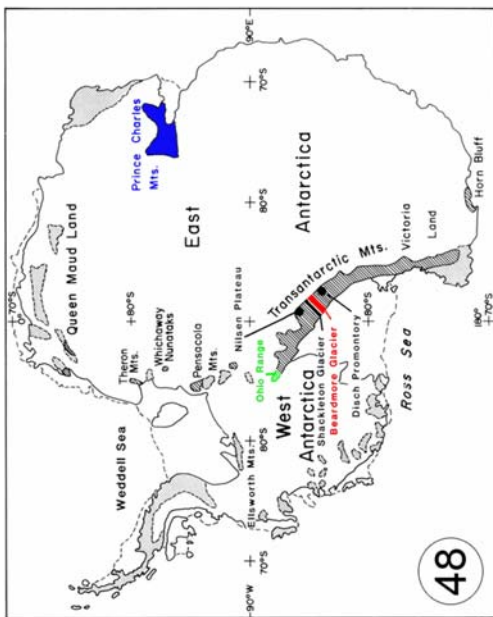 70°S
Queen Maud Land
90°E
70°S
Prince Charles
Mts.
80°S
80°S
East
Antarctica
Weddell Sea
Theron Mts.
Whichaway
Nunataks
Pensacola
Mts.
Nilsen Plateau
Transantarctic Mts.
Victoria
Land
Horn Bluff
Ohio Range
West
Antarctica
Shackleton Glacier
Beardmore Glacier
Disch Promontory
80°S
80°S
Ellsworth Mts.
Ross Sea
70°S
90°W
180°
70°S
48